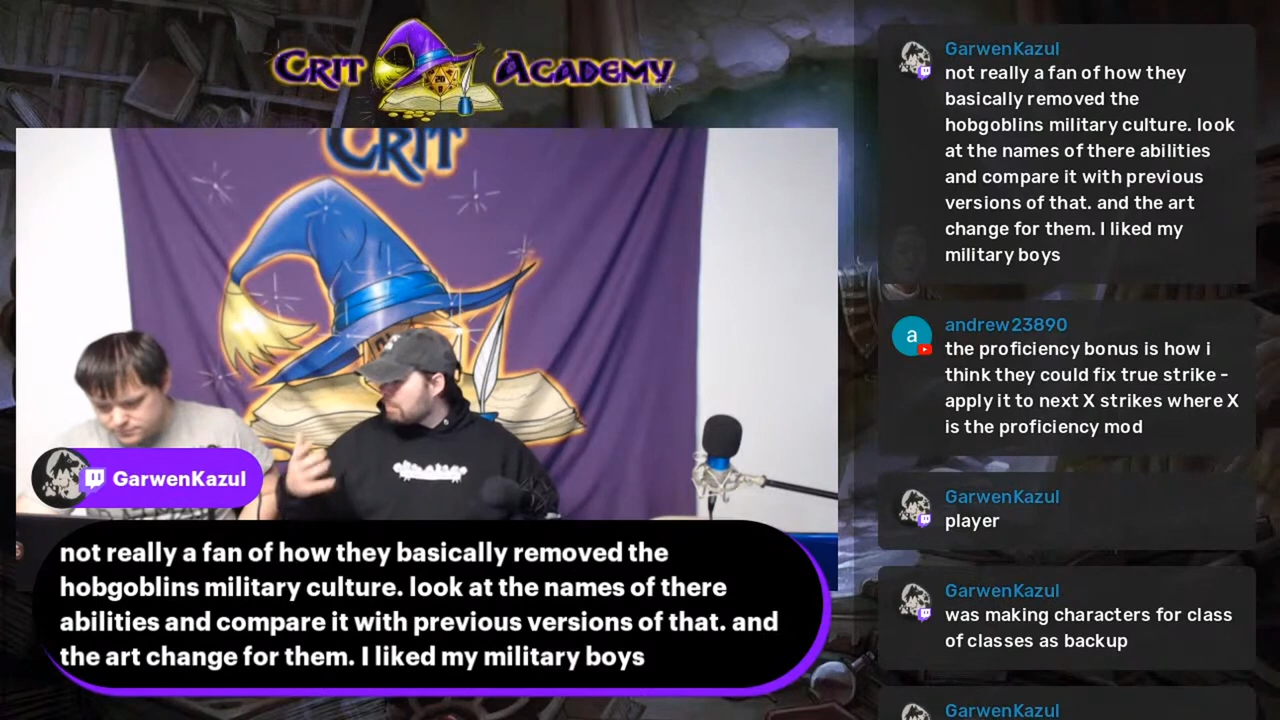 CRIT ACADEMY
20
CRIT
GarwenKazul
not really a fan of how they basically removed the
hobgoblins military culture. look at the names of there
abilities and compare it with previous versions of that. and
the art change for them. I liked my military boys
GarwenKazul
not really a fan of how they
basically removed the
hobgoblins military culture. look
at the names of there abilities
and compare it with previous
versions of that. and the art
change for them. I liked my
military boys
a
andrew23890
the proficiency bonus is how i
think they could fix true strike -
apply it to next X strikes where X
is the proficiency mod
GarwenKazul
player
GarwenKazul
was making characters for class
of classes as backup
GarwenKazul